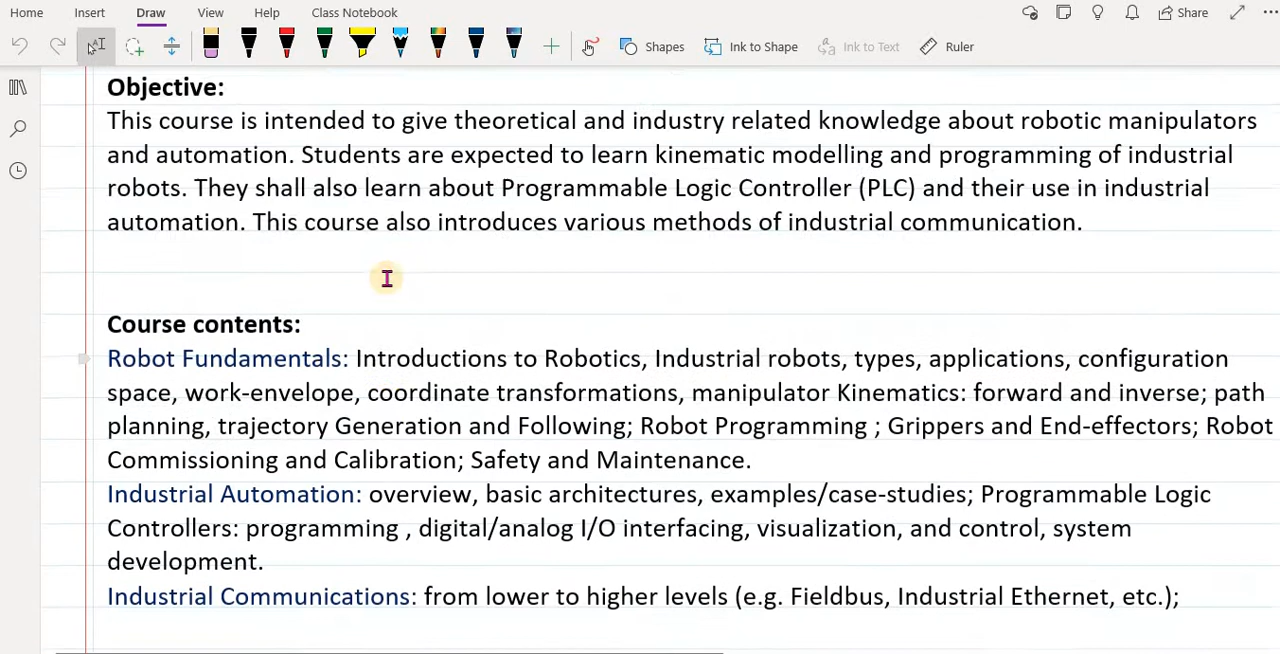 Home Insert Draw View Help Class Notebook Share
Shapes Ink to Shape Ink to Text Ruler
Objective:
This course is intended to give theoretical and industry related knowledge about robotic manipulators
and automation. Students are expected to learn kinematic modelling and programming of industrial
robots. They shall also learn about Programmable Logic Controller (PLC) and their use in industrial
automation. This course also introduces various methods of industrial communication.
Course contents:
Robot Fundamentals: Introductions to Robotics, Industrial robots, types, applications, configuration
space, work-envelope, coordinate transformations, manipulator Kinematics: forward and inverse; path
planning, trajectory Generation and Following; Robot Programming ; Grippers and End-effectors; Robot
Commissioning and Calibration; Safety and Maintenance.
Industrial Automation: overview, basic architectures, examples/case-studies; Programmable Logic
Controllers: programming , digital/analog I/O interfacing, visualization, and control, system
development.
Industrial Communications: from lower to higher levels (e.g. Fieldbus, Industrial Ethernet, etc.);